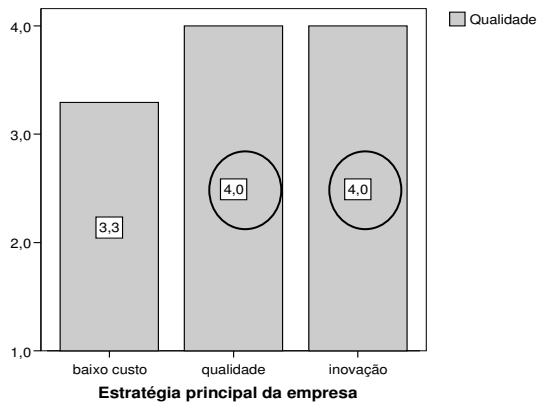 4,0
3,0
2,0
1,0
3,3
4,0
4,0
baixo custo
qualidade
inovação
Estratégia principal da empresa
Qualidade